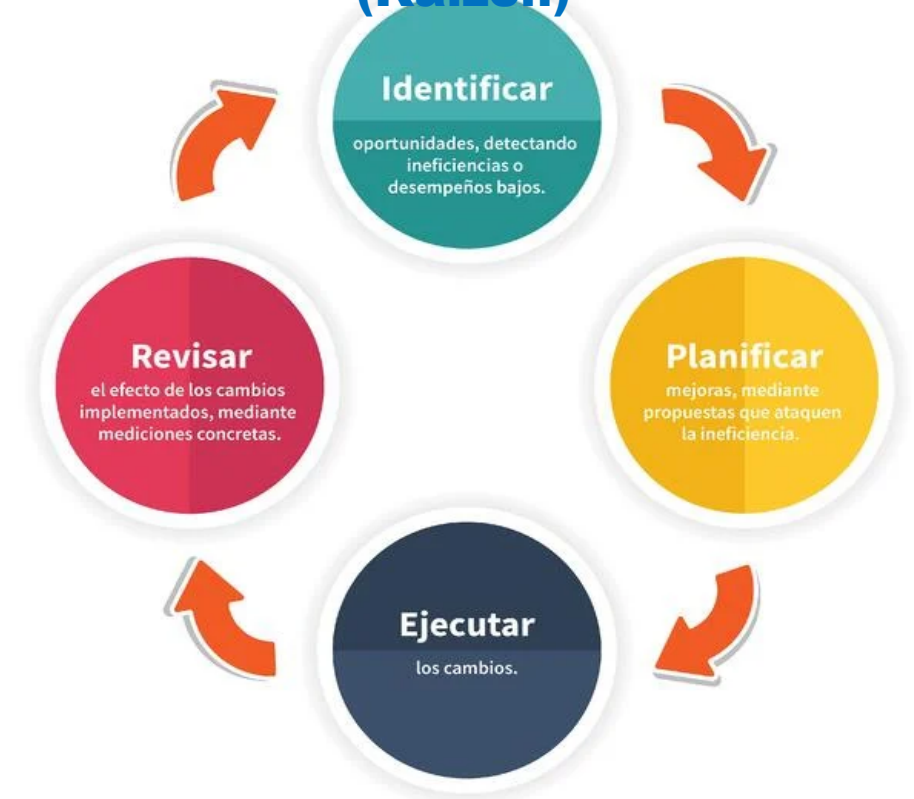 (Kaizen)
Identificar
oportunidades, detectando
ineficiencias o
desempeños bajos.
Planificar
mejoras, mediante
propuestas que ataquen
la ineficiencia.
Ejecutar
los cambios.
Revisar
el efecto de los cambios
implementados, mediante
mediciones concretas.